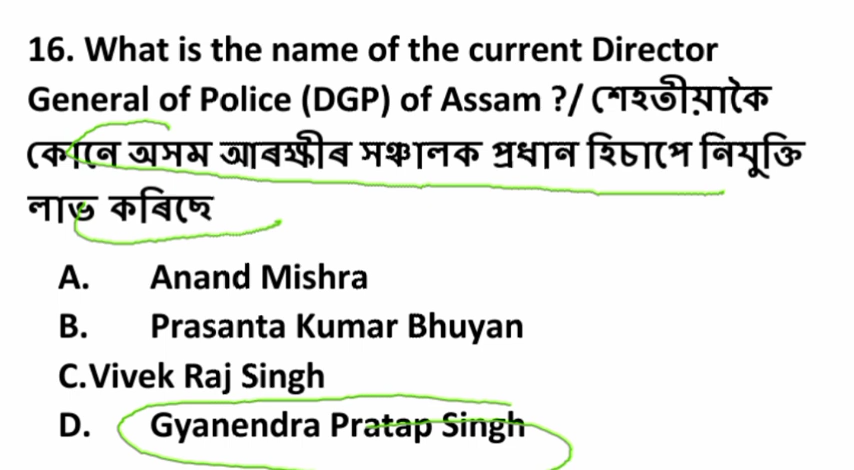 16. What is the name of the current Director
General of Police (DGP) of Assam ?/ শেহতীয়াকৈ
কোনে অসম আৰক্ষীৰ সঞ্চালক প্ৰধান হিচাপে নিযুক্তি
লাভ কৰিছে
A. Anand Mishra
B. Prasanta Kumar Bhuyan
C.Vivek Raj Singh
D. Gyanendra Pratap Singh